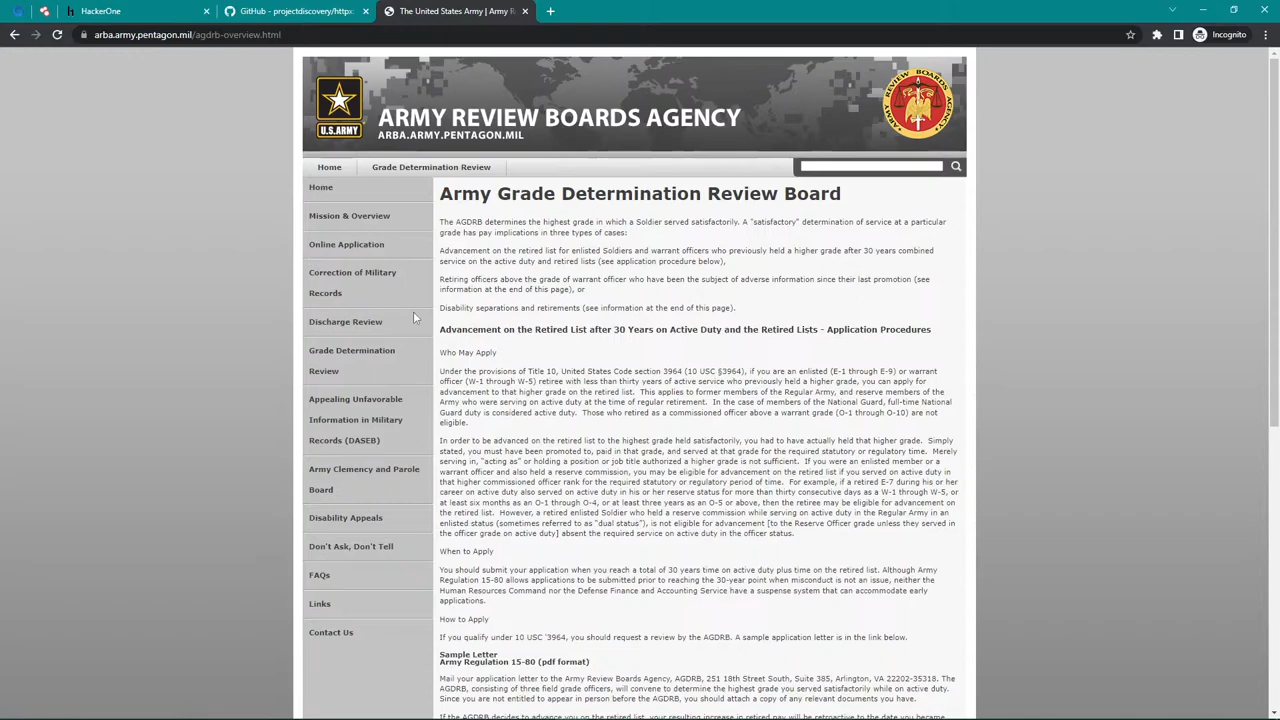 HackerOne
GitHub - projectdiscovery/httpx:
The United States Army | Army R
arba.army.pentagon.mil/agdrb-overview.html
Incognito
U.S.ARMY
ARMY REVIEW BOARDS AGENCY
ARBA.ARMY.PENTAGON.MIL
ARMY REVIEW BOARDS AGENCY
Home
Grade Determination Review
Home
Mission & Overview
Online Application
Correction of Military
Records
Discharge Review
Grade Determination
Review
Appealing Unfavorable
Information in Military
Records (DASEB)
Army Clemency and Parole
Board
Disability Appeals
Don't Ask, Don't Tell
FAQs
Links
Contact Us
Army Grade Determination Review Board
The AGDRB determines the highest grade in which a Soldier served satisfactorily. A "satisfactory" determination of service at a particular
grade has pay implications in three types of cases:
Advancement on the retired list for enlisted Soldiers and warrant officers who previously held a higher grade after 30 years combined
service on the active duty and retired lists (see application procedure below),
Retiring officers above the grade of warrant officer who have been the subject of adverse information since their last promotion (see
information at the end of this page), or
Disability separations and retirements (see information at the end of this page).
Advancement on the Retired List after 30 Years on Active Duty and the Retired Lists - Application Procedures
Who May Apply
Under the provisions of Title 10, United States Code section 3964 (10 USC §3964), if you are an enlisted (E-1 through E-9) or warrant
officer (W-1 through W-5) retiree with less than thirty years of active service who previously held a higher grade, you can apply for
advancement to that higher grade on the retired list. This applies to former members of the Regular Army, and reserve members of the
Army who were serving on active duty at the time of regular retirement. In the case of members of the National Guard, full-time National
Guard duty is considered active duty. Those who retired as a commissioned officer above a warrant grade (O-1 through O-10) are not
eligible.
In order to be advanced on the retired list to the highest grade held satisfactorily, you had to have actually held that higher grade. Simply
stated, you must have been promoted to, paid in that grade, and served at that grade for the required statutory or regulatory time. Merely
serving in, "acting as" or holding a position or job title authorized a higher grade is not sufficient. If you were an enlisted member or a
warrant officer and also held a reserve commission, you may be eligible for advancement on the retired list if you served on active duty in
that higher commissioned officer rank for the required statutory or regulatory period of time. For example, if a retired E-7 during his or her
career on active duty also served on active duty in his or her reserve status for more than thirty consecutive days as a W-1 through W-5, or
at least six months as an O-1 through O-4, or at least three years as an O-5 or above, then the retiree may be eligible for advancement on
the retired list. However, a retired enlisted Soldier who held a reserve commission while serving on active duty in the Regular Army in an
enlisted status (sometimes referred to as "dual status"), is not eligible for advancement [to the Reserve Officer grade unless they served in
the officer grade on active duty] absent the required service on active duty in the officer status.
When to Apply
You should submit your application when you reach a total of 30 years time on active duty plus time on the retired list. Although Army
Regulation 15-80 allows applications to be submitted prior to reaching the 30-year point when misconduct is not an issue, neither the
Human Resources Command nor the Defense Finance and Accounting Service have a suspense system that can accommodate early
applications.
How to Apply
If you qualify under 10 USC '3964, you should request a review by the AGDRB. A sample application letter is in the link below.
Sample Letter
Army Regulation 15-80 (pdf format)
Mail your application letter to the Army Review Boards Agency, AGDRB, 251 18th Street South, Suite 385, Arlington, VA 22202-35318. The
AGDRB, consisting of three field grade officers, will convene to determine the highest grade you served satisfactorily while on active duty.
Since you are not entitled to appear in person before the AGDRB, you should attach a copy of any relevant documents you have.
If the AGDRB decides to advance you on the retired list, your resulting increase in retired pay will be retroactive to the date you became